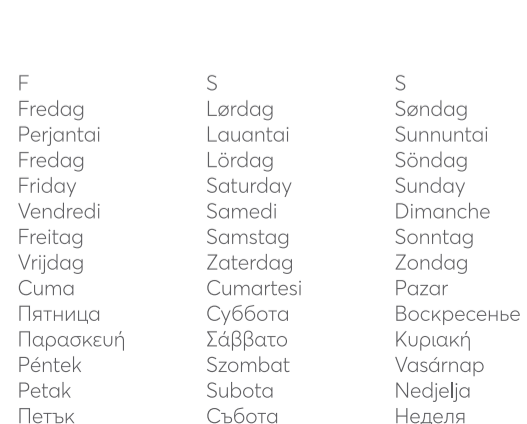 F S S
Fredag Lørdag Søndag
Perjantai Lauantai Sunnuntai
Fredag Lördag Söndag
Friday Saturday Sunday
Vendredi Samedi Dimanche
Freitag Samstag Sonntag
Vrijdag Zaterdag Zondag
Cuma Cumartesi Pazar
Пятница Суббота Воскресенье
Παρασκευή Σάββατο Κυριακή
Péntek Szombat Vasárnap
Petak Subota Nedjelja
Петък Събота Неделя